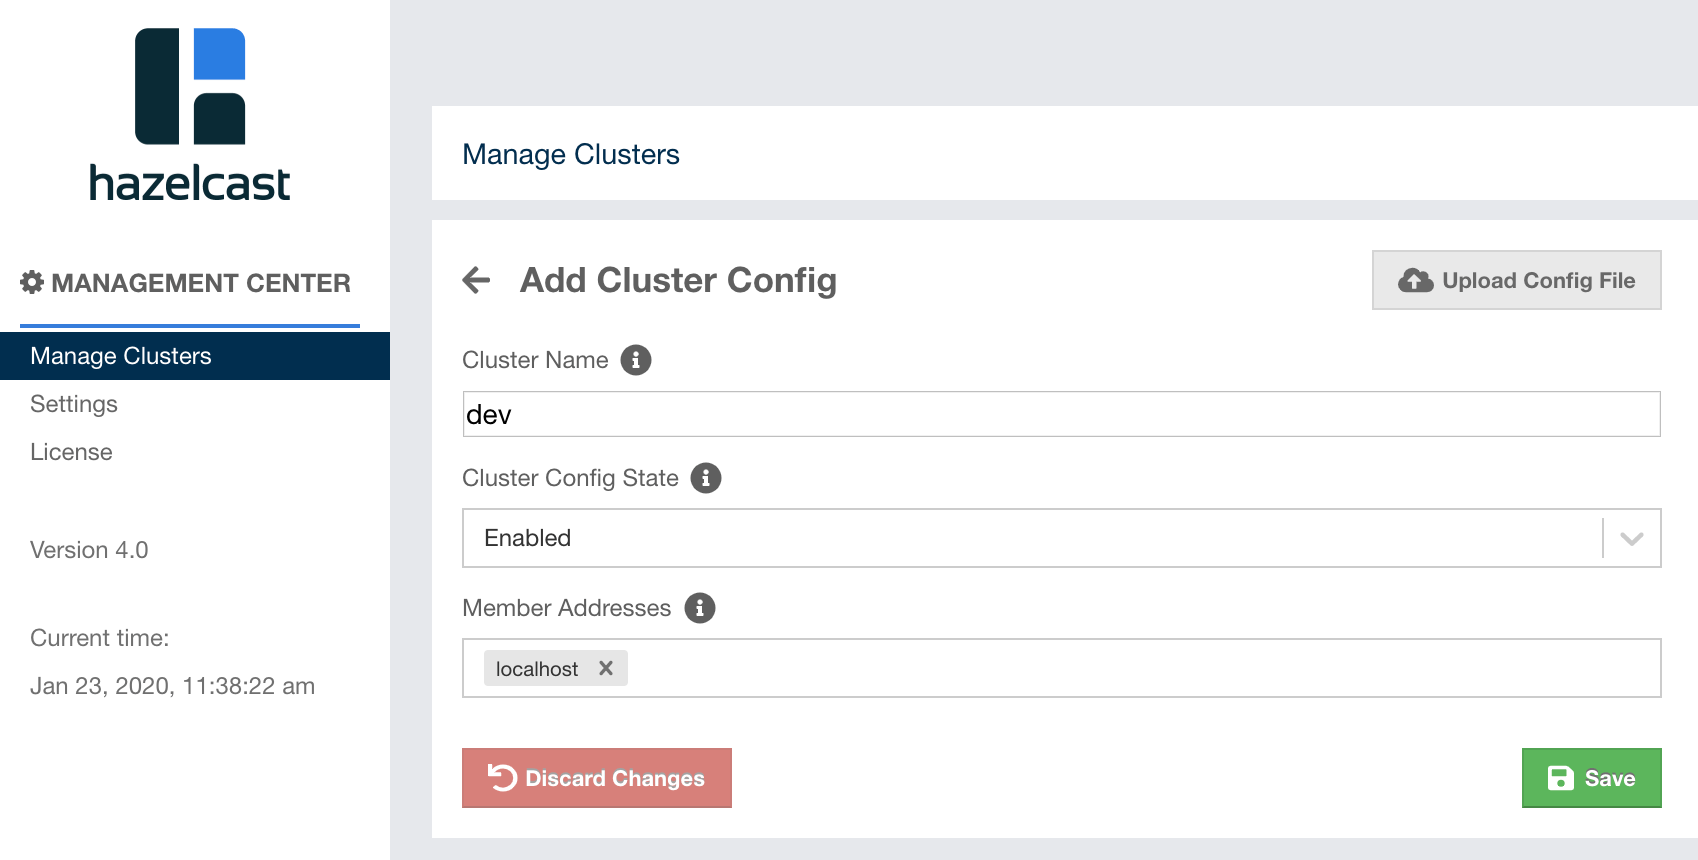 hazelcast
MANAGEMENT CENTER
Manage Clusters
Settings
License
Version 4.0
Current time:
Jan 23, 2020, 11:38:22 am
Manage Clusters
Add Cluster Config
Upload Config File
Cluster Name
dev
Cluster Config State
Enabled
Member Addresses
localhost
Discard Changes
Save